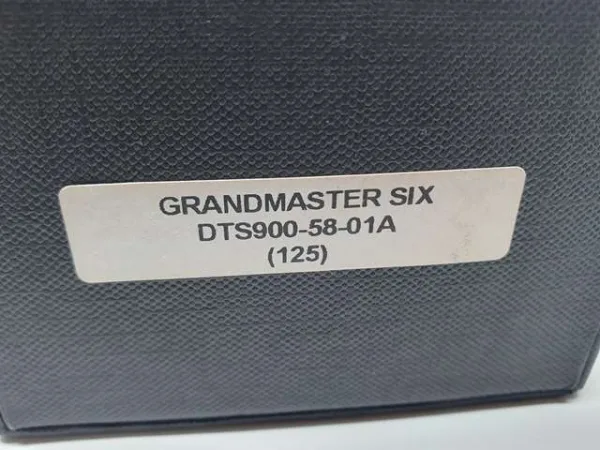 GRANDMASTER SIX
DTS900-58-01A
(125)